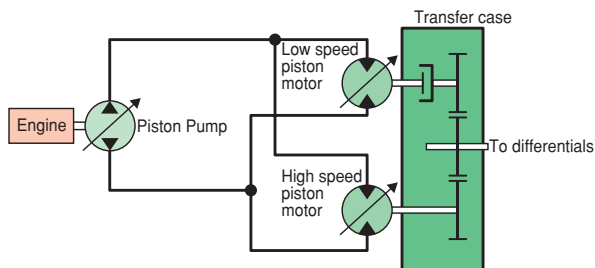 Transfer case
Low speed
piston
motor
Engine
Piston Pump
To differentials
High speed
piston
motor